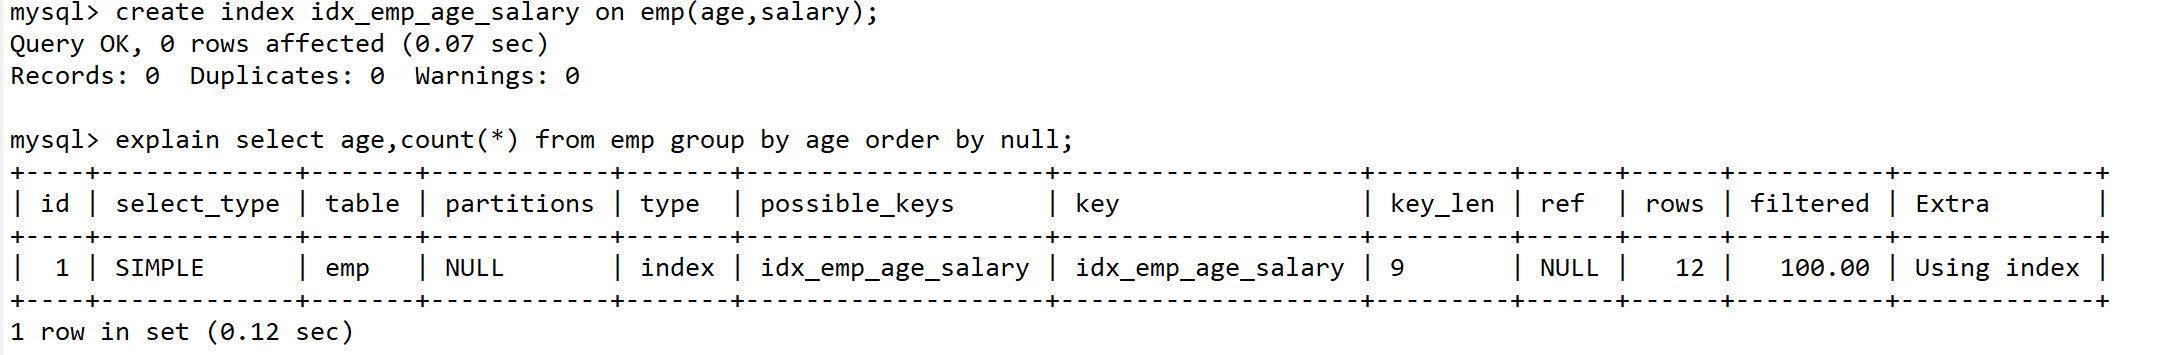 mysql> create index idx_emp_age_salary on emp(age,salary);
Query OK, 0 rows affected (0.07 sec)
Records: 0  Duplicates: 0  Warnings: 0

mysql> explain select age,count(*) from emp group by age order by null;
+----+-------------+-------+------------+-------+--------------------+--------------------+---------+------+------+----------+-------------+
| id | select_type | table | partitions | type  | possible_keys      | key                | key_len | ref  | rows | filtered | Extra       |
+----+-------------+-------+------------+-------+--------------------+--------------------+---------+------+------+----------+-------------+
|  1 | SIMPLE      | emp   | NULL       | index | idx_emp_age_salary | idx_emp_age_salary | 9       | NULL |   12 |   100.00 | Using index |
+----+-------------+-------+------------+-------+--------------------+--------------------+---------+------+------+----------+-------------+
1 row in set (0.12 sec)